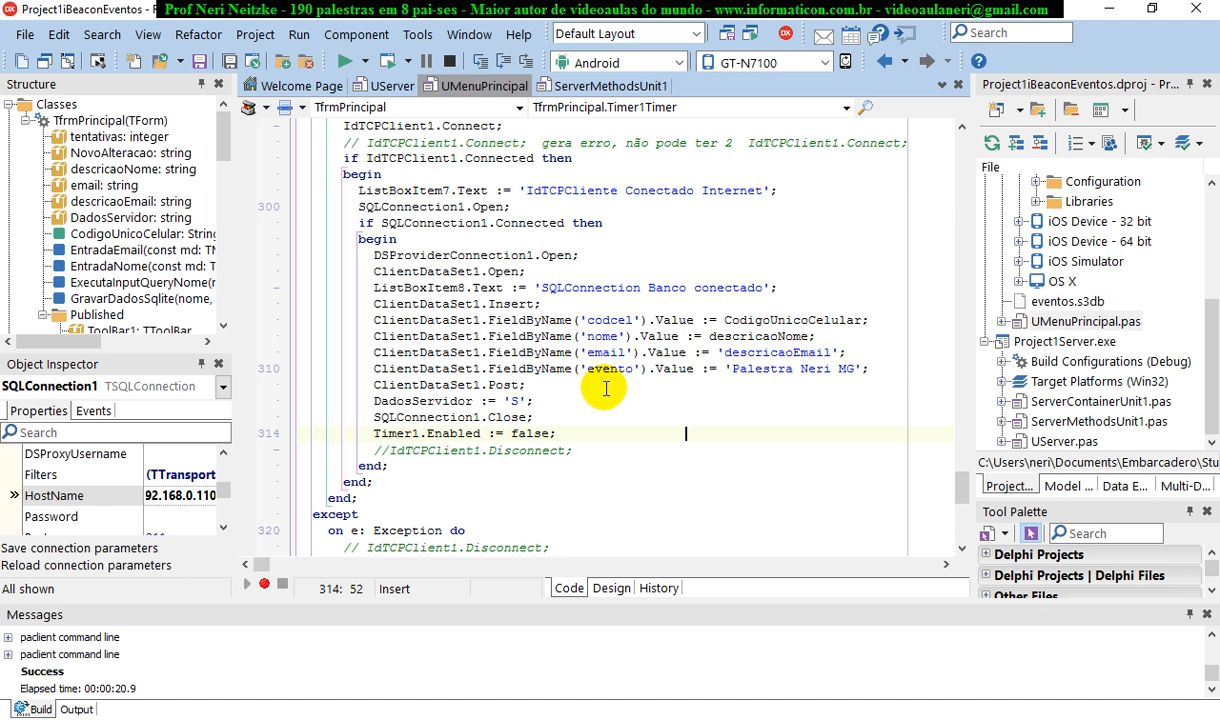 Project1iBeaconEventos - F
Prof Neri Neitzke - 190 palestras em 8 pai-ses - Maior autor de videoaulas do mundo - www.informaticon.com.br - videoaulaneri@gmail.com
File Edit Search View Refactor Project Run Component Tools Window Help Default Layout Search
Android GT-N7100
Structure
Welcome Page UServer UMenuPrincipal ServerMethodsUnit1
Project1iBeaconEventos.dproj - Pr...
Classes
TfrmPrincipal(TForm)
tentativas: integer
NovoAlteracao: string
descricaoNome: string
email: string
descricaoEmail: string
DadosServidor: string
CodigoUnicoCelular: String
EntradaEmail(const md: Tf
EntradaNome(const md: T
ExecutaInputQueryNome(r
GravarDadosSqlite(nome,
Published
ToolBar1: TToolBar
TfrmPrincipal TfrmPrincipal.Timer1Timer
IdTCPClient1.Connect;
// IdTCPClient1.Connect; gera erro, não pode ter 2 IdTCPClient1.Connect;
if IdTCPClient1.Connected then
begin
ListBoxItem7.Text := 'IdTCPCliente Conectado Internet';
300 SQLConnection1.Open;
if SQLConnection1.Connected then
begin
DSProviderConnection1.Open;
ClientDataSet1.Open;
ListBoxItem8.Text := 'SQLConnection Banco conectado';
ClientDataSet1.Insert;
ClientDataSet1.FieldByName('codcel').Value := CodigoUnicoCelular;
ClientDataSet1.FieldByName('nome').Value := descricaoNome;
ClientDataSet1.FieldByName('email').Value := 'descricaoEmail';
310 ClientDataSet1.FieldByName('evento').Value := 'Palestra Neri MG';
ClientDataSet1.Post;
DadosServidor := 'S';
SQLConnection1.Close;
314 Timer1.Enabled := false;
//IdTCPClient1.Disconnect;
end;
end;
end;
except
320 on e: Exception do
// IdTCPClient1.Disconnect;
314: 52 Insert Code Design History
File
Configuration
Libraries
iOS Device - 32 bit
iOS Device - 64 bit
iOS Simulator
OS X
eventos.s3db
UMenuPrincipal.pas
Project1Server.exe
Build Configurations (Debug)
Target Platforms (Win32)
ServerContainerUnit1.pas
ServerMethodsUnit1.pas
UServer.pas
C:\Users\neri\Documents\Embarcadero\Stu
Project... Model ... Data E... Multi-D...
Tool Palette
Search
Delphi Projects
Delphi Projects | Delphi Files
Other Files
Object Inspector
SQLConnection1 TSQLConnection
Properties Events
Search
DSProxyUsername
Filters (TTransport
HostName 92.168.0.110
Password
Save connection parameters
Reload connection parameters
All shown
Messages
paclient command line
paclient command line
Success
Elapsed time: 00:00:20.9
Build Output